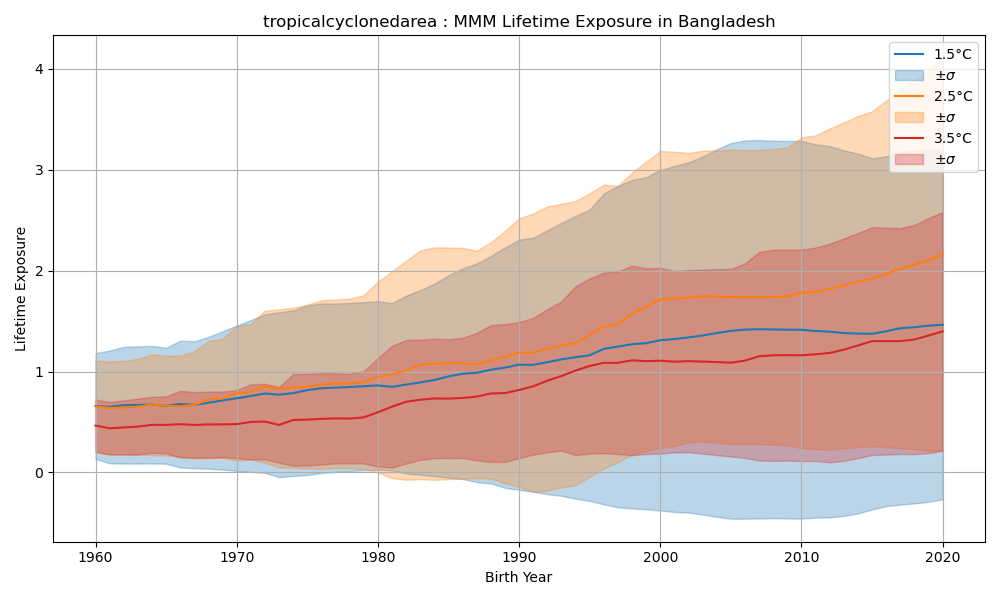 tropicalcyclonedarea : MMM Lifetime Exposure in Bangladesh
1.5°C
±σ
2.5°C
±σ
3.5°C
±σ
4
3
2
1
0
Lifetime Exposure
1960 1970 1980 1990 2000 2010 2020
Birth Year